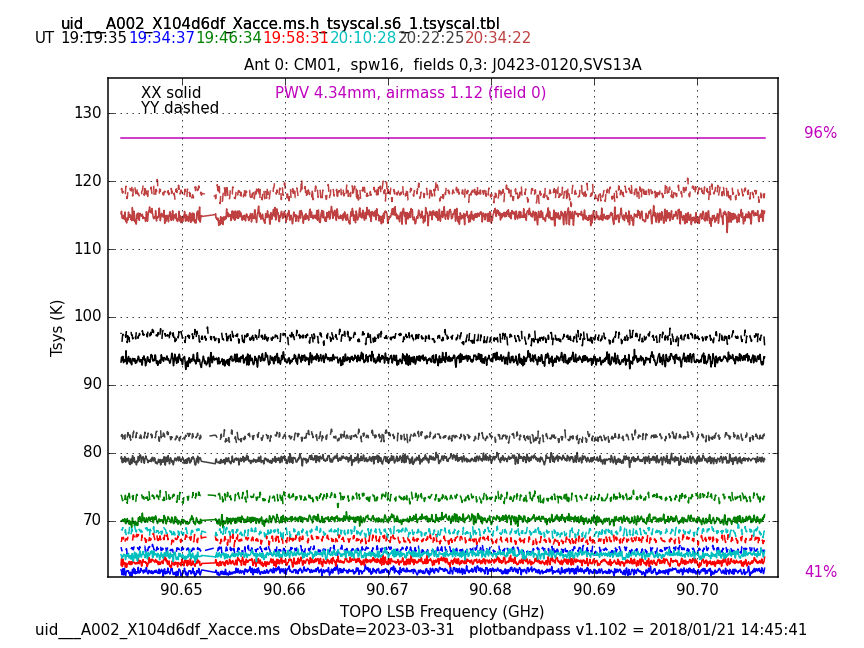 uid___A002_X104d6df_Xacce.ms.h_tsyscal.s6_1.tsyscal.tbl
UT 19:19:35 19:34:37 19:46:34 19:58:31 20:10:28 20:22:25 20:34:22
Ant 0: CM01,  spw16,  fields 0,3: J0423-0120,SVS13A
XX solid PWV 4.34mm, airmass 1.12 (field 0)
YY dashed
130
96%
120
110
100
Tsys (K)
90
80
70
41%
90.65 90.66 90.67 90.68 90.69 90.70
TOPO LSB Frequency (GHz)
uid___A002_X104d6df_Xacce.ms  ObsDate=2023-03-31   plotbandpass v1.102 = 2018/01/21 14:45:41